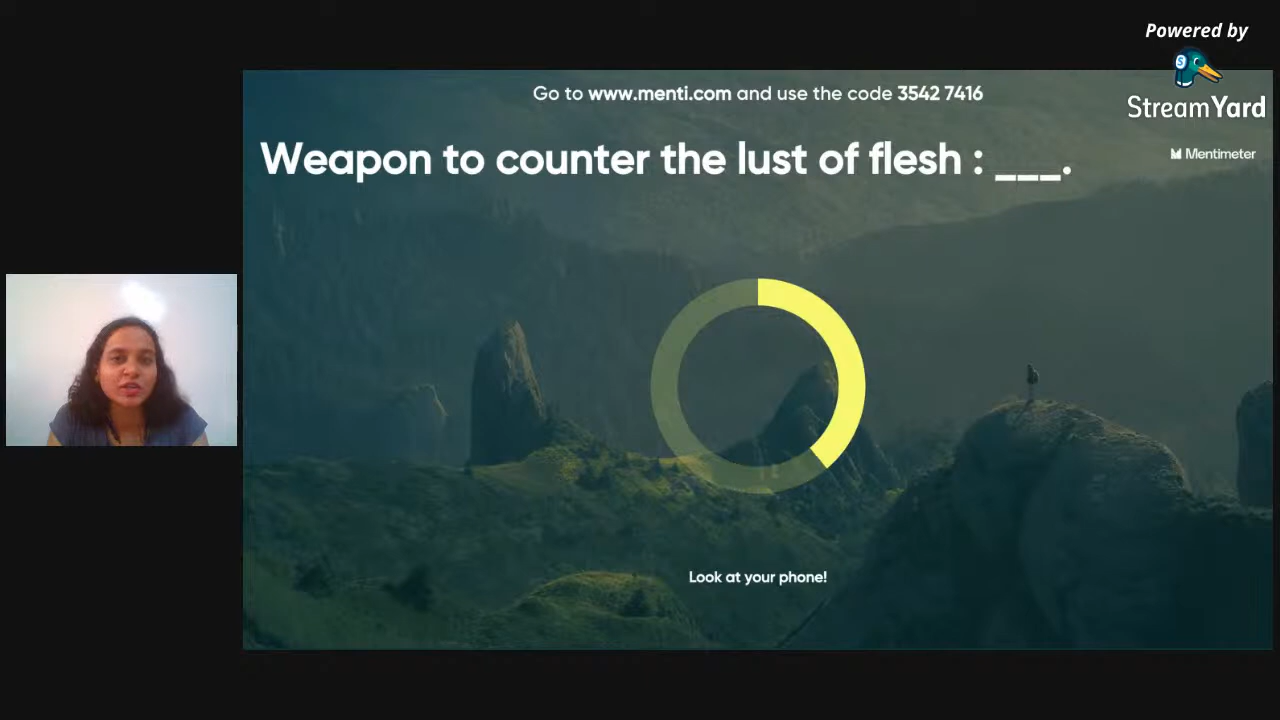 Powered by
StreamYard
Go to www.menti.com and use the code 3542 7416
Mentimeter
Weapon to counter the lust of flesh : ___.
Look at your phone!